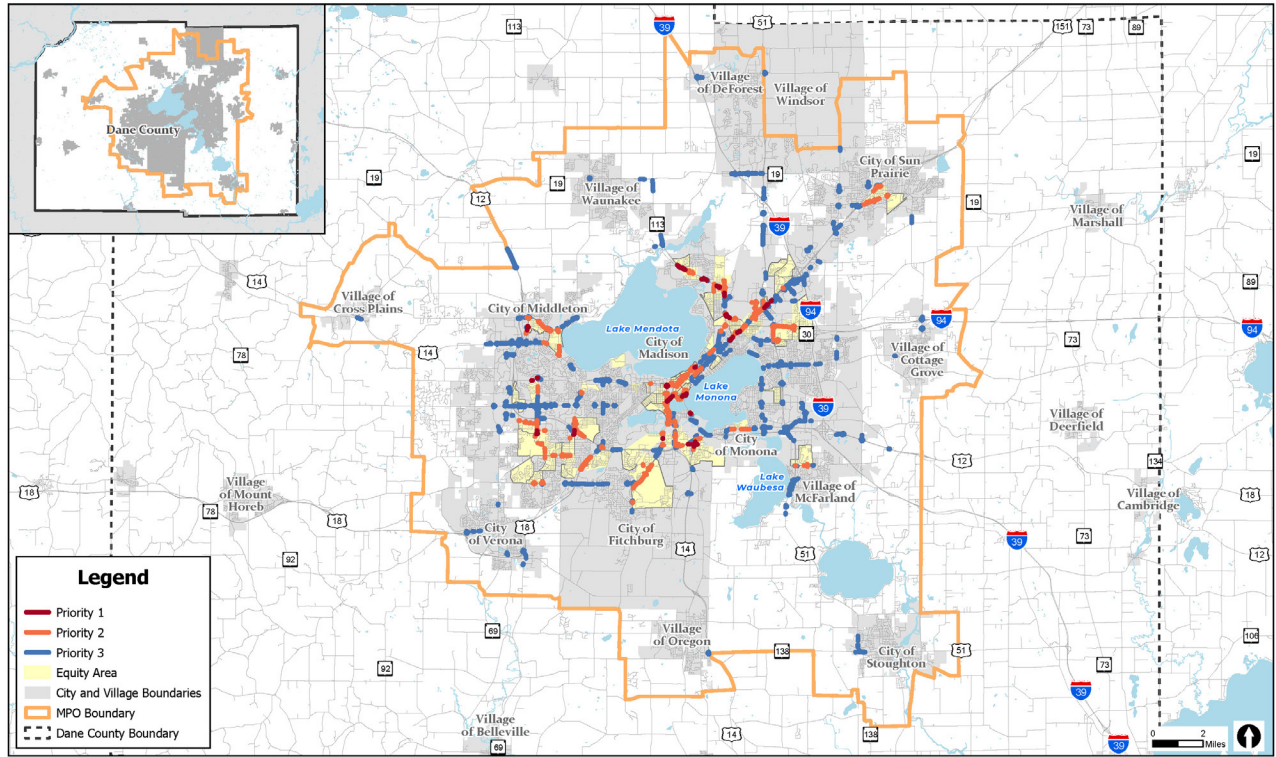 113
39
51
151
73
89
Village
of DeForest
Village of
Windsor
Dane County
City of Sun
Prairie
19
19
12
19
Village of
Waunakee
19
19
Village of
Marshall
113
39
14
89
Village of
Cross Plains
City of Middleton
Lake Mendota
City of
Madison
94
94
94
30
73
14
78
Village of
Cottage
Grove
Lake
Monona
39
Village of
Deerfield
City
of Monona
12
134
18
Village
of Mount
Horeb
78
18
Lake
Waubesa
Village of
McFarland
Village of
Cambridge
18
City
of Verona
18
City of
Fitchburg
14
51
39
73
12
92
Legend
Priority 1
Priority 2
Priority 3
Equity Area
City and Village Boundaries
MPO Boundary
Dane County Boundary
69
Village
of Oregon
138
City of
Stoughton
51
106
92
73
39
Village
of Belleville
69
14
138
39
0 2
Miles